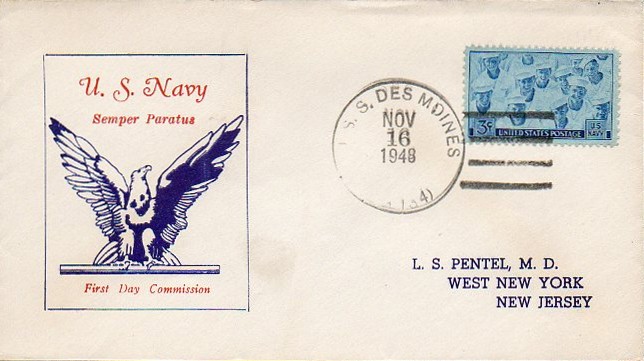 U. S. Navy
Semper Paratus
First Day Commission
S. S. DES MOINES
NOV
16
1948
3¢
UNITED STATES POSTAGE
US
NAVY
L. S. PENTEL, M. D.
WEST NEW YORK
NEW JERSEY